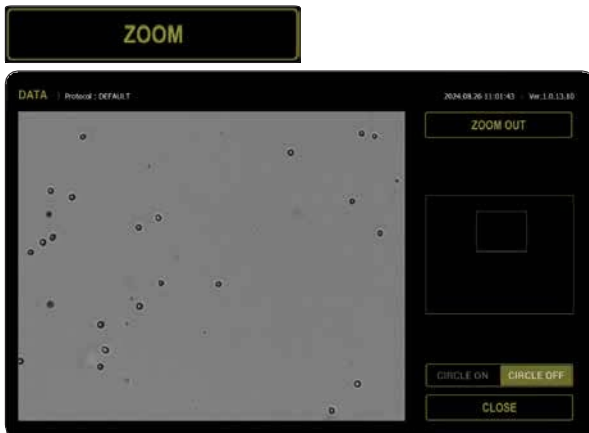 ZOOM
DATA | Protocol : DEFAULT
2024.08.26 11:01:43 - Ver.1.0.13.10
ZOOM OUT
CIRCLE ON
CIRCLE OFF
CLOSE